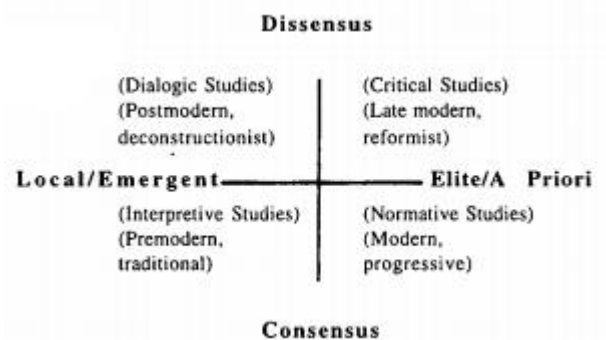 Dissensus
(Dialogic Studies)
(Postmodern,
deconstructionist)
(Critical Studies)
(Late modern,
reformist)
Local/Emergent
Elite/A Priori
(Interpretive Studies)
(Premodern,
traditional)
(Normative Studies)
(Modern,
progressive)
Consensus